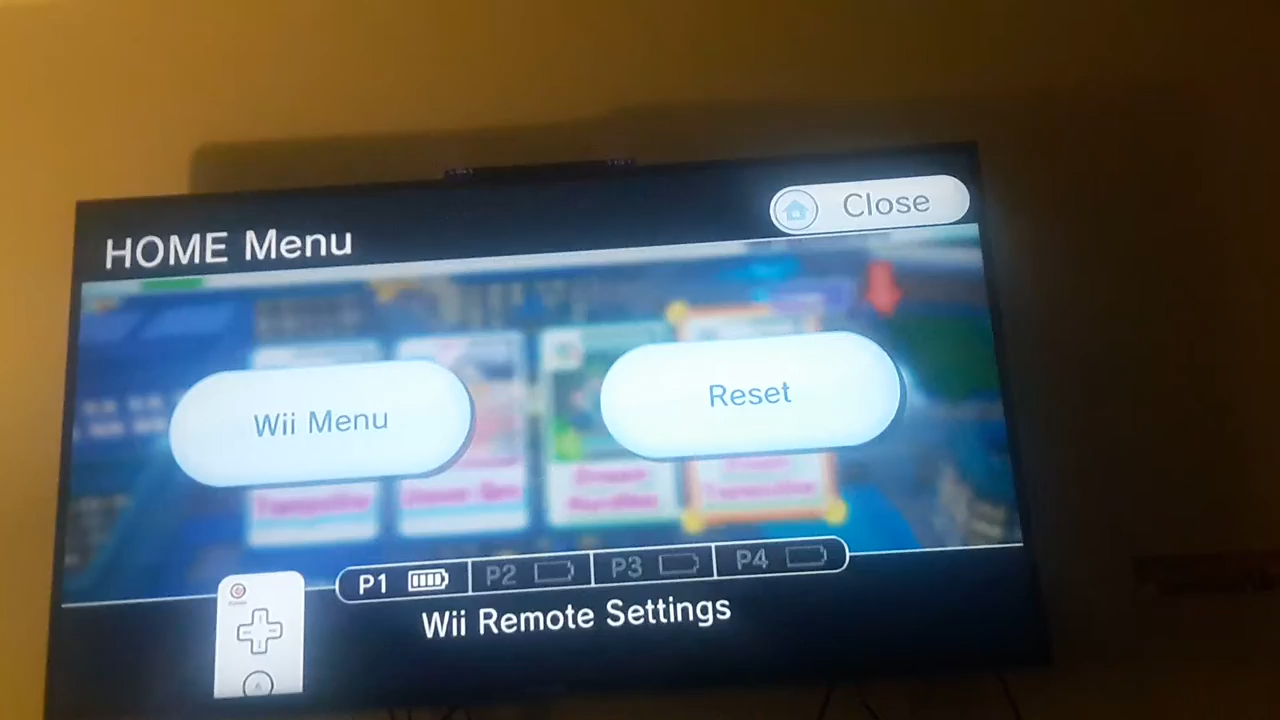 HOME Menu
Close
Wii Menu
Reset
P1 P2 P3 P4
Wii Remote Settings
A